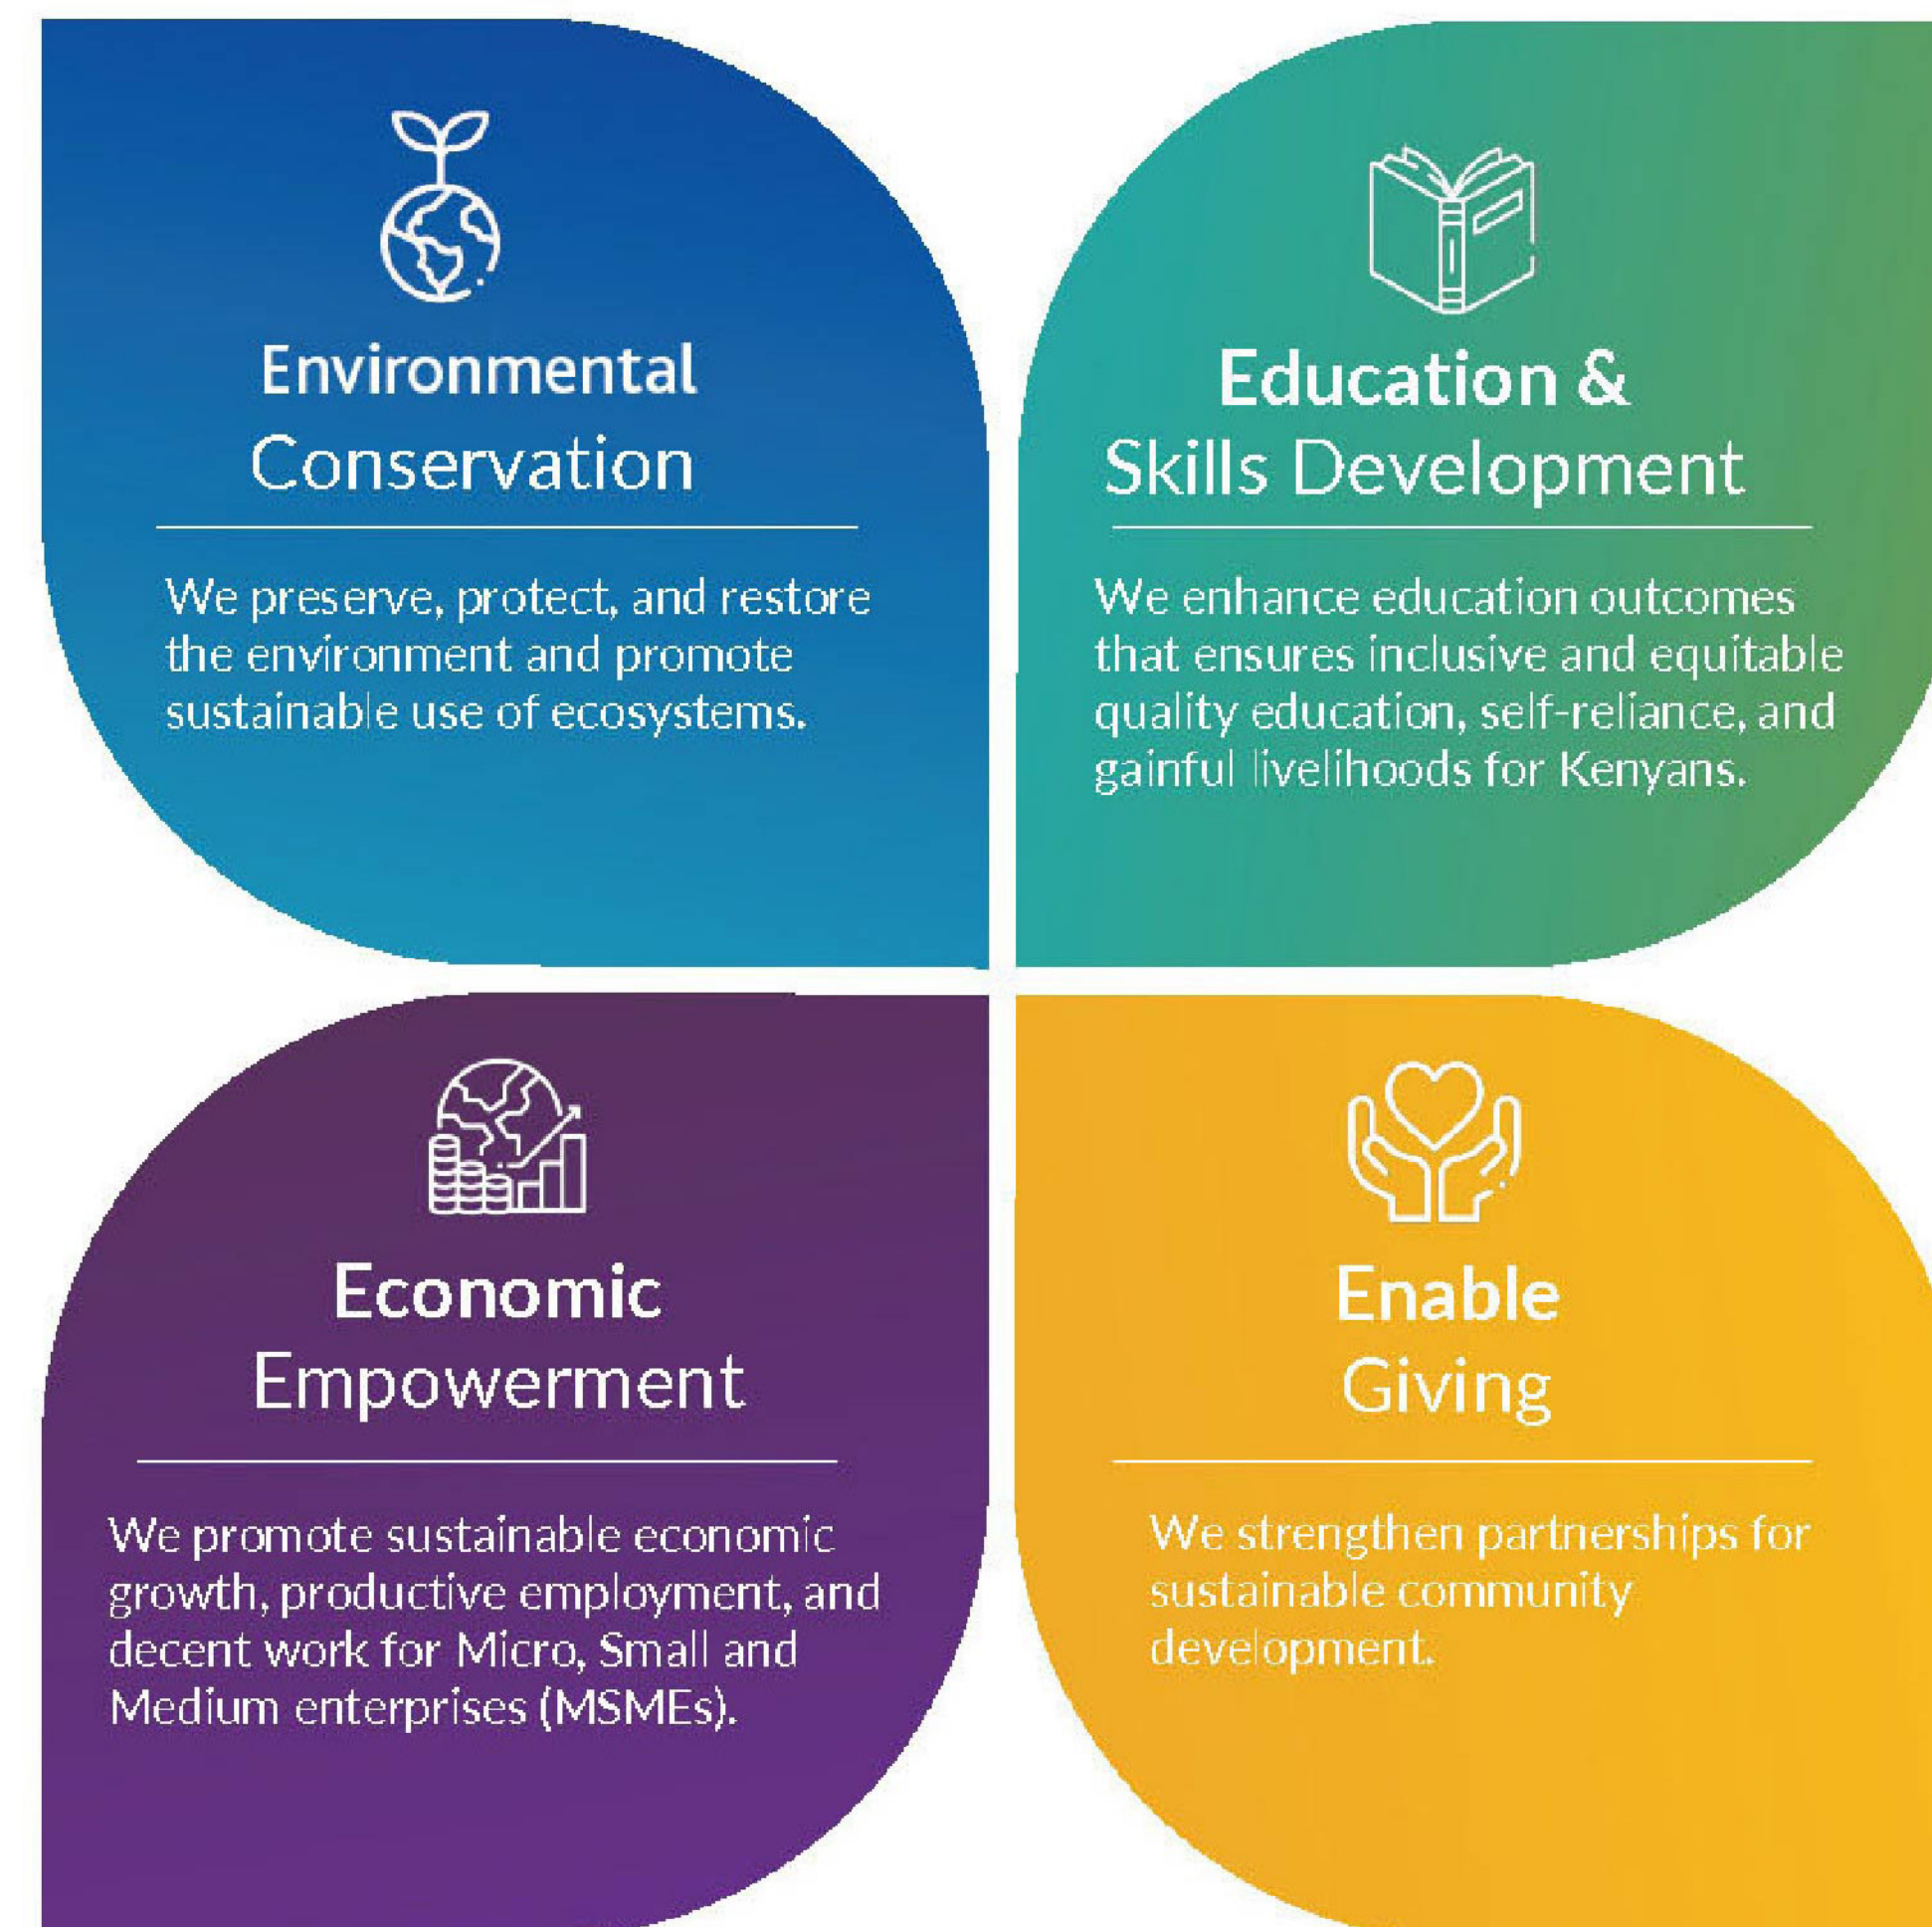 Environmental
Conservation
We preserve, protect, and restore
the environment and promote
sustainable use of ecosystems.
Education &
Skills Development
We enhance education outcomes
that ensures inclusive and equitable
quality education, self-reliance, and
gainful livelihoods for Kenyans.
Economic
Empowerment
We promote sustainable economic
growth, productive employment, and
decent work for Micro, Small and
Medium enterprises (MSMEs).
Enable
Giving
We strengthen partnerships for
sustainable community
development.